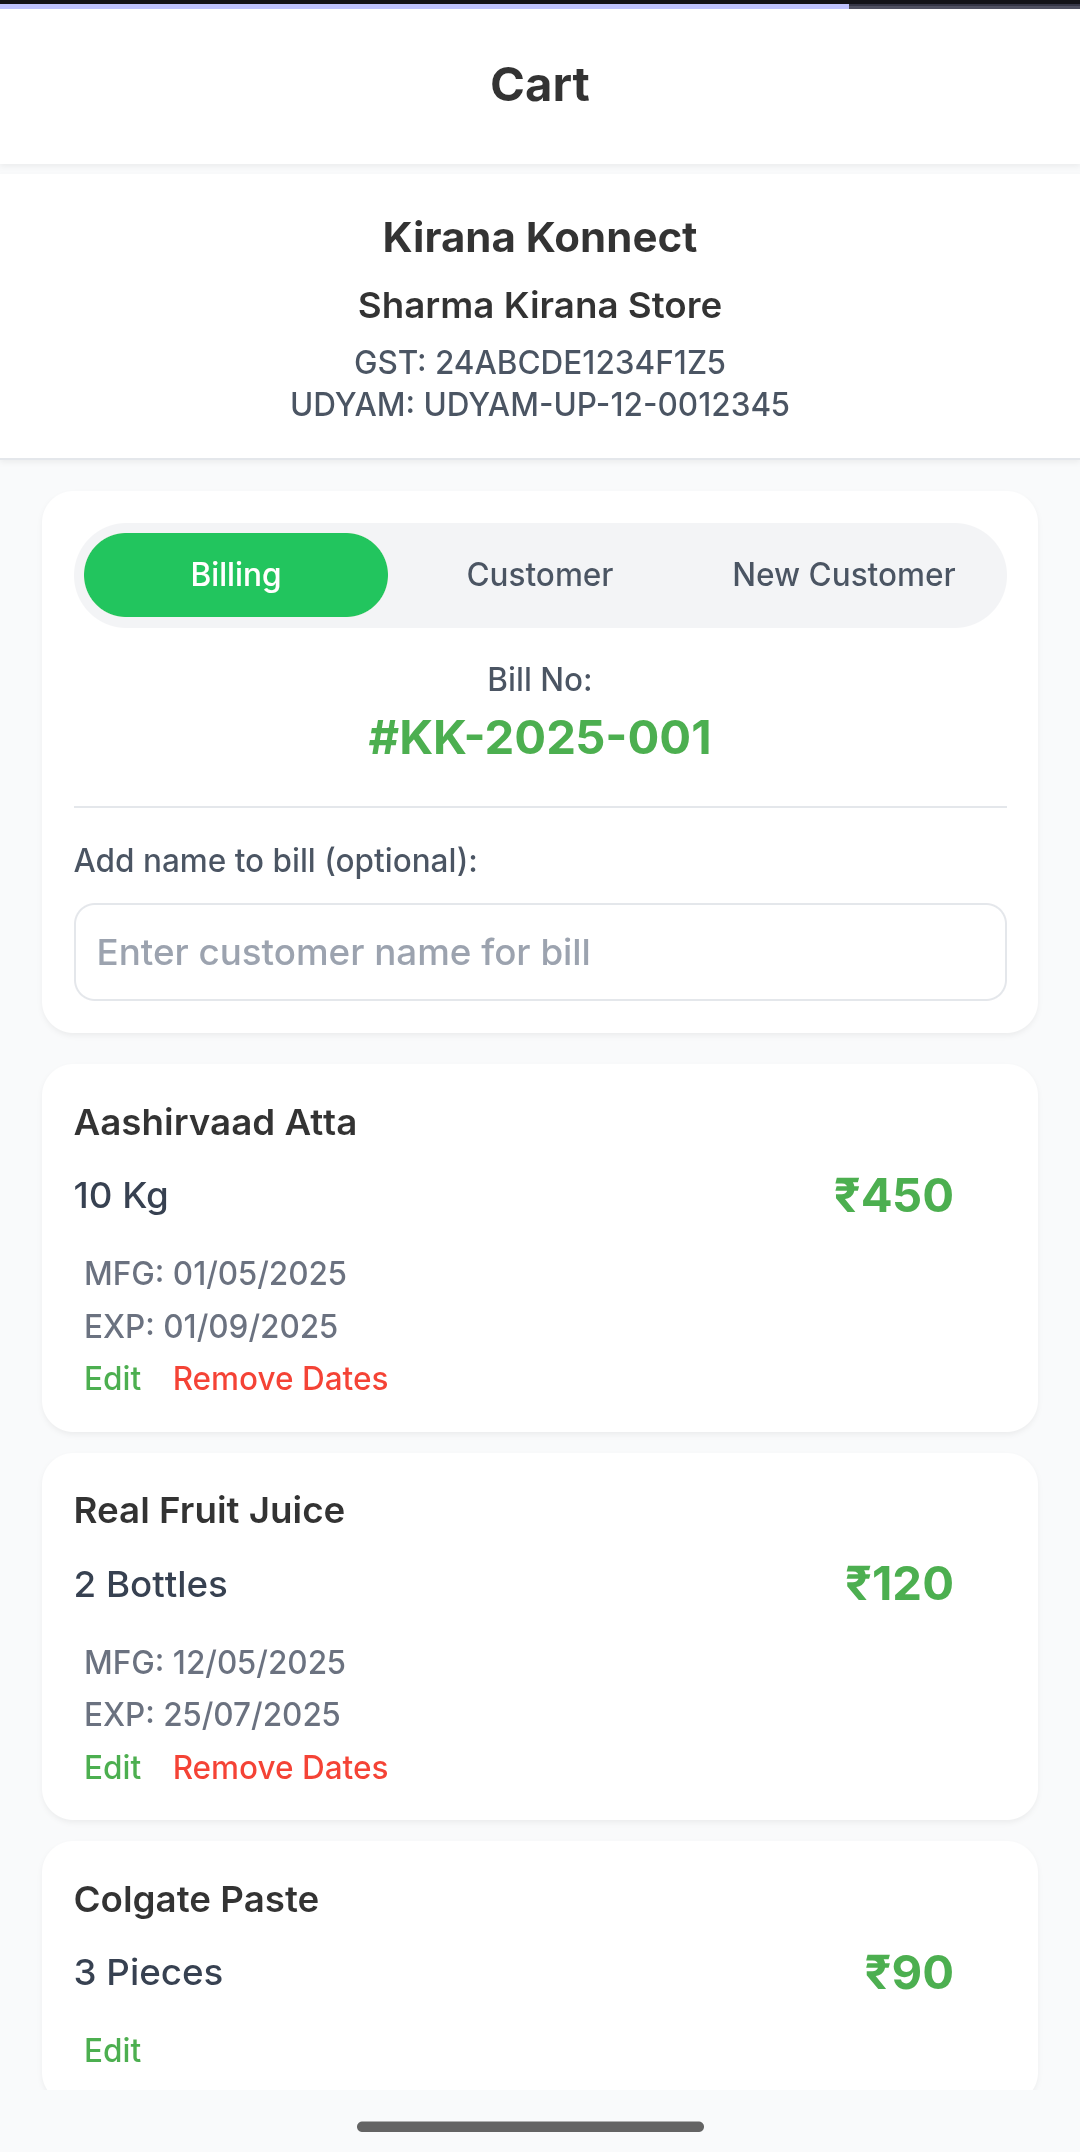 Cart
Kirana Konnect
Sharma Kirana Store
GST: 24ABCDE1234F1Z5
UDYAM: UDYAM-UP-12-0012345
Billing Customer New Customer
Bill No:
#KK-2025-001
Add name to bill (optional):
Enter customer name for bill
Aashirvaad Atta
10 Kg ₹450
MFG: 01/05/2025
EXP: 01/09/2025
Edit Remove Dates
Real Fruit Juice
2 Bottles ₹120
MFG: 12/05/2025
EXP: 25/07/2025
Edit Remove Dates
Colgate Paste
3 Pieces ₹90
Edit